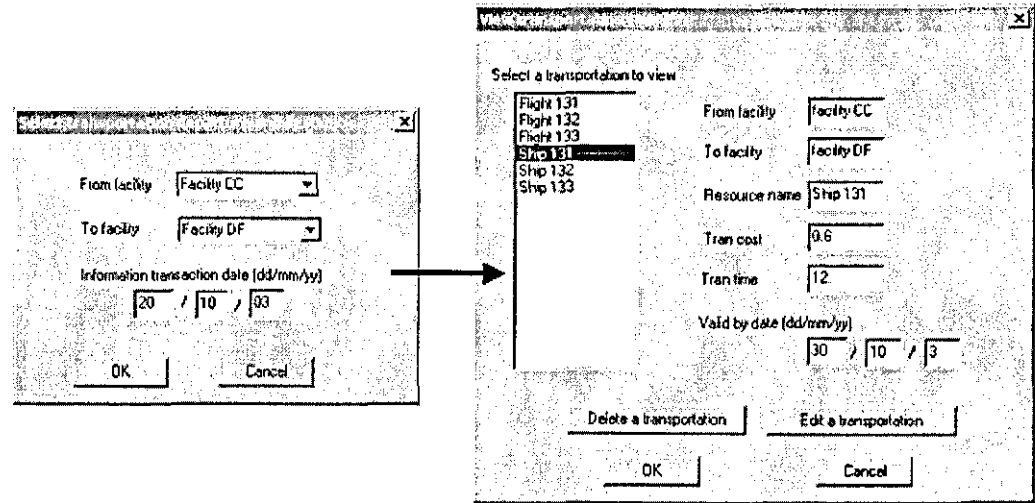 From facility Facility CC
To facility Facility DF
Information transaction date (dd/mm/yy)
20 / 10 / 03
OK Cancel
Select a transportation to view
Flight 131
Flight 132
Flight 133
Ship 131
Ship 132
Ship 133
From facility facility CC
To facility facility DF
Resource name Ship 131
Tran cost 0.6
Tran time 12
Valid by date (dd/mm/yy)
30 / 10 / 3
Delete a transportation Edit a transportation
OK Cancel